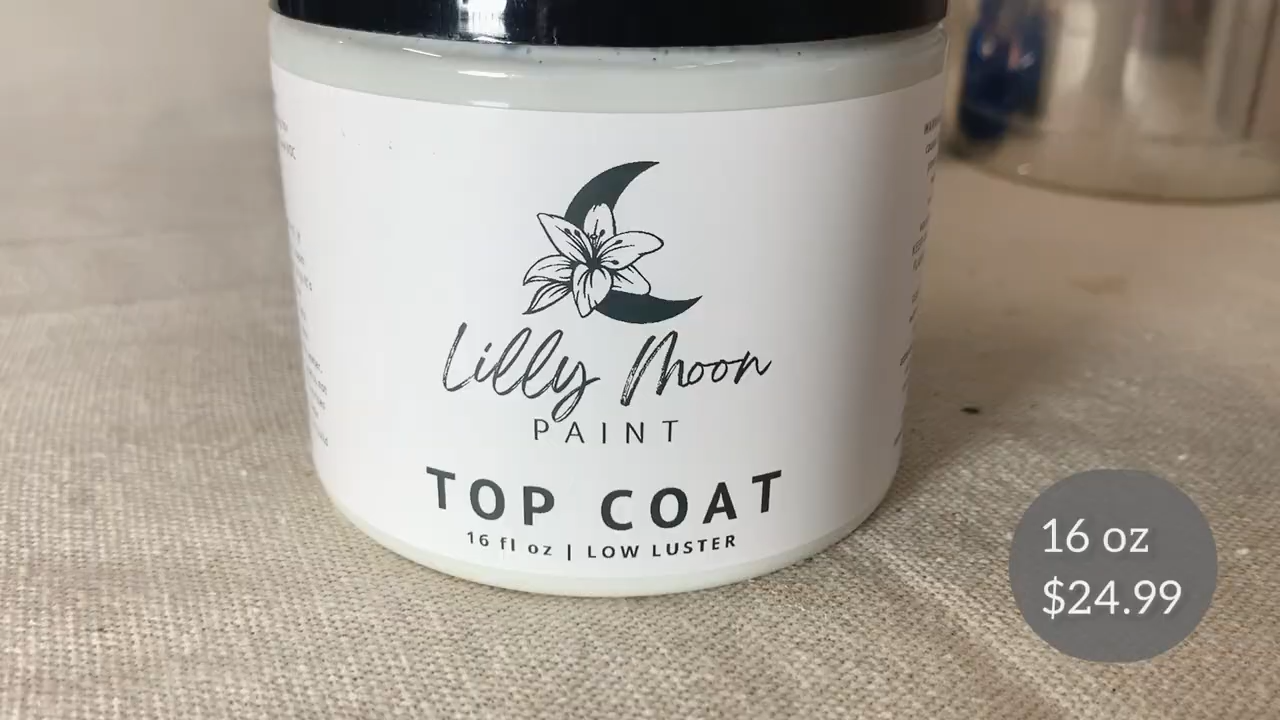 Lilly Moon
PAINT
TOP COAT
16 fl oz | LOW LUSTER
16 oz
$24.99